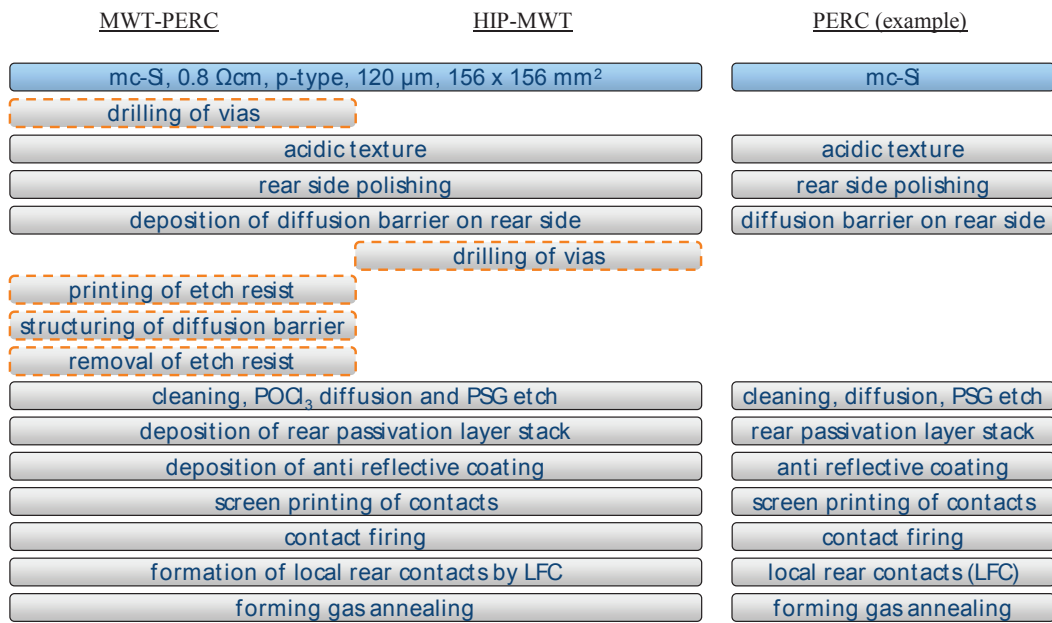 MWT-PERC HIP-MWT PERC (example)
mc-Si, 0.8 Ωcm, p-type, 120 µm, 156 x 156 mm² mc-Si
drilling of vias
acidic texture acidic texture
rear side polishing rear side polishing
deposition of diffusion barrier on rear side diffusion barrier on rear side
drilling of vias
printing of etch resist
structuring of diffusion barrier
removal of etch resist
cleaning, POCl₃ diffusion and PSG etch cleaning, diffusion, PSG etch
deposition of rear passivation layer stack rear passivation layer stack
deposition of anti reflective coating anti reflective coating
screen printing of contacts screen printing of contacts
contact firing contact firing
formation of local rear contacts by LFC local rear contacts (LFC)
forming gas annealing forming gas annealing